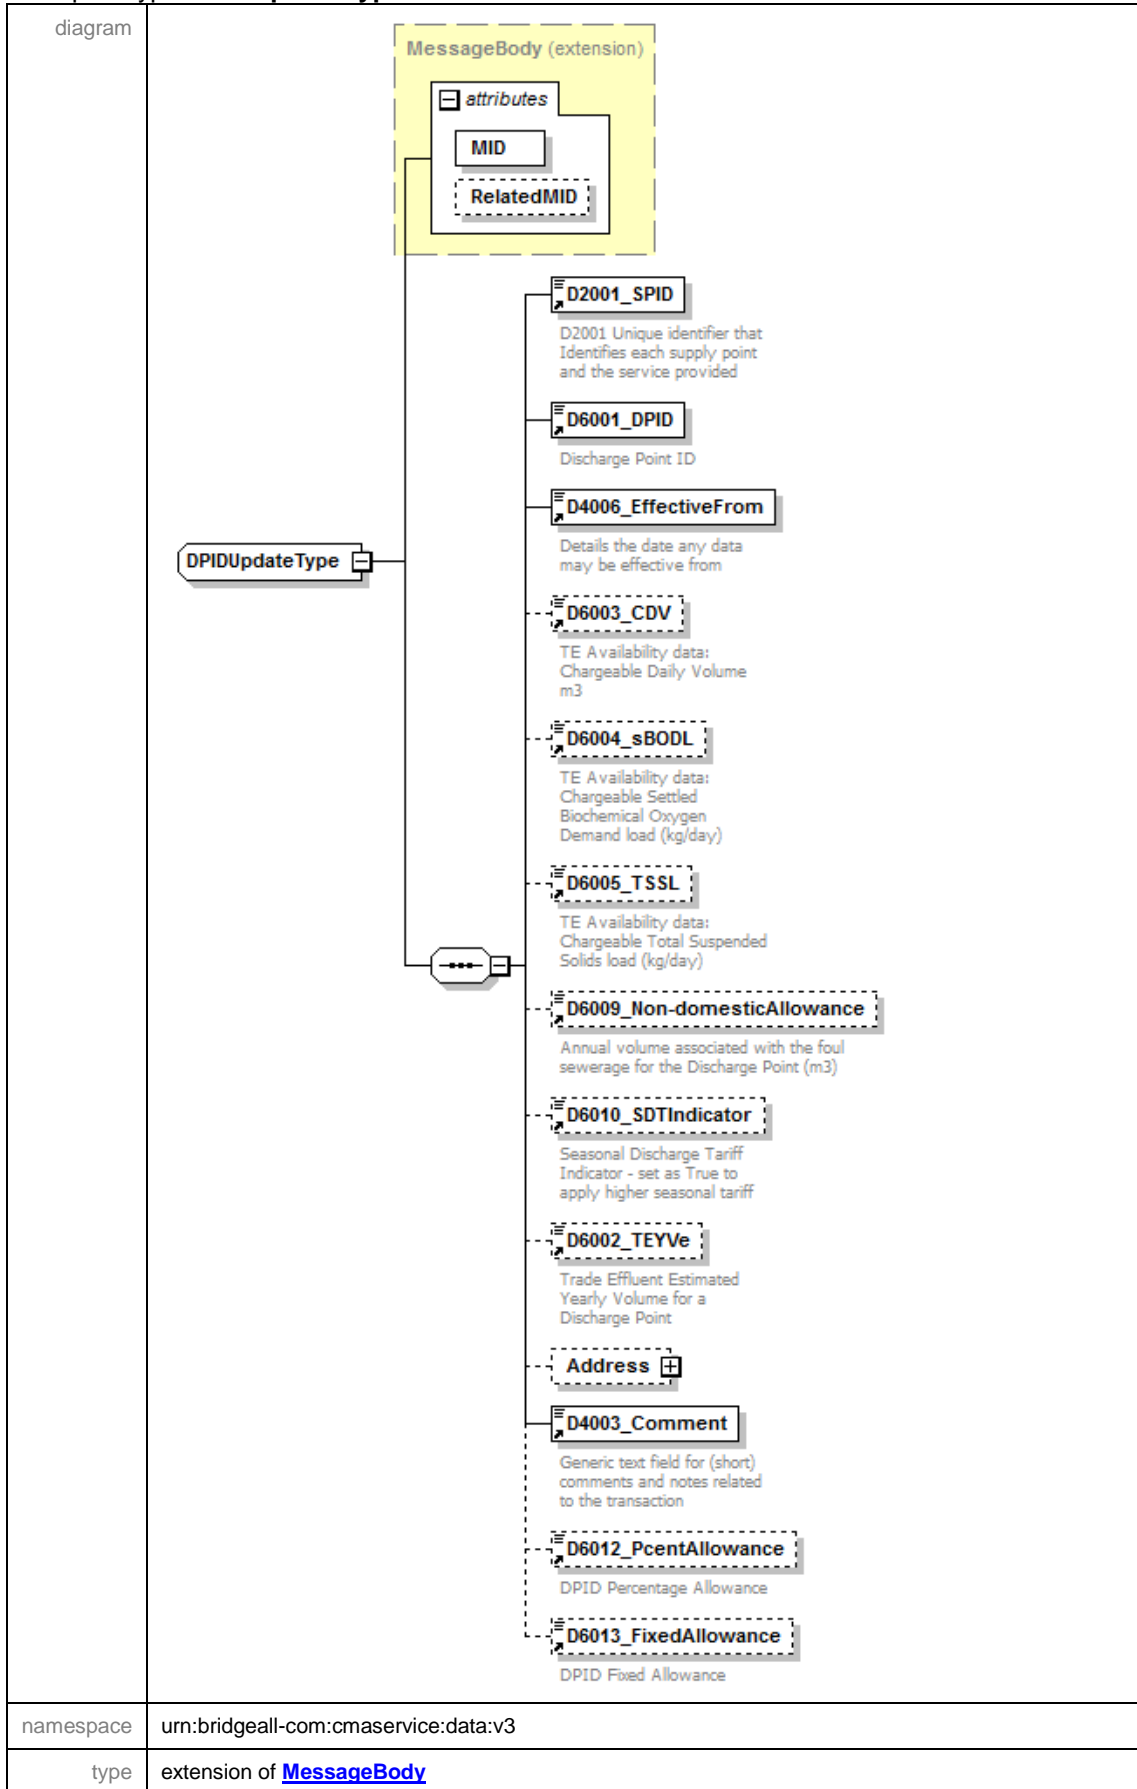 diagram
MessageBody (extension)
attributes
MID
RelatedMID
D2001_SPID
D2001 Unique identifier that
Identifies each supply point
and the service provided
D6001_DPID
Discharge Point ID
D4006_EffectiveFrom
Details the date any data
may be effective from
DPIDUpdateType
D6003_CDV
TE Availability data:
Chargeable Daily Volume
m3
D6004_sBODL
TE Availability data:
Chargeable Settled
Biochemical Oxygen
Demand load (kg/day)
D6005_TSSL
TE Availability data:
Chargeable Total Suspended
Solids load (kg/day)
D6009_Non-domesticAllowance
Annual volume associated with the foul
sewerage for the Discharge Point (m3)
D6010_SDTIndicator
Seasonal Discharge Tariff
Indicator - set as True to
apply higher seasonal tariff
D6002_TEYVe
Trade Effluent Estimated
Yearly Volume for a
Discharge Point
Address
D4003_Comment
Generic text field for (short)
comments and notes related
to the transaction
D6012_PcentAllowance
DPID Percentage Allowance
D6013_FixedAllowance
DPID Fixed Allowance
namespace urn:bridgeall-com:cmaservice:data:v3
type extension of MessageBody